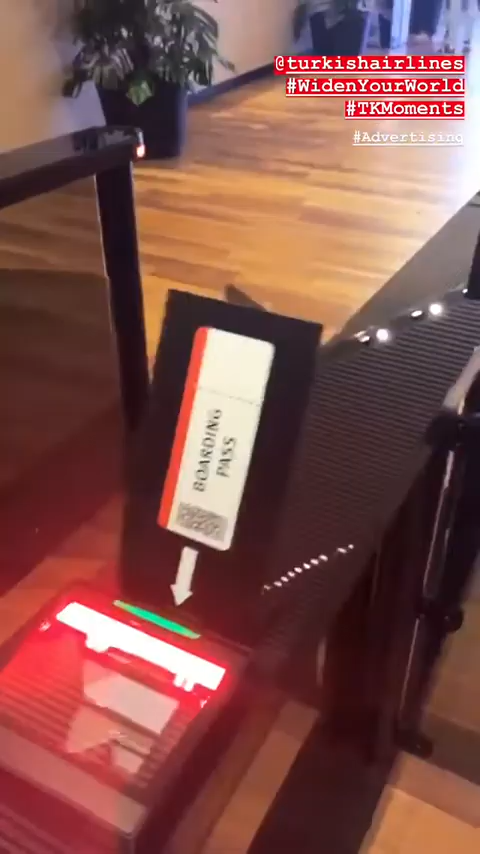 @turkishairlines
#WidenYourWorld
#TKMoments
#Advertising
BOARDING
PASS